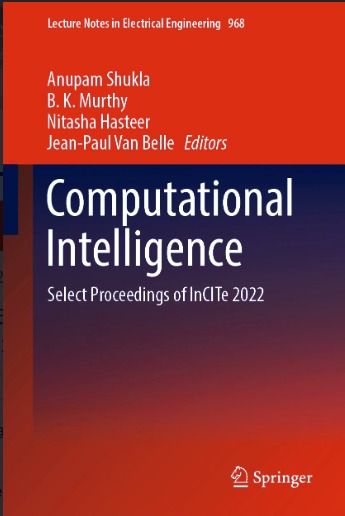 Lecture Notes in Electrical Engineering 968
Anupam Shukla
B. K. Murthy
Nitasha Hasteer
Jean-Paul Van Belle Editors
Computational
Intelligence
Select Proceedings of InCITe 2022
Springer